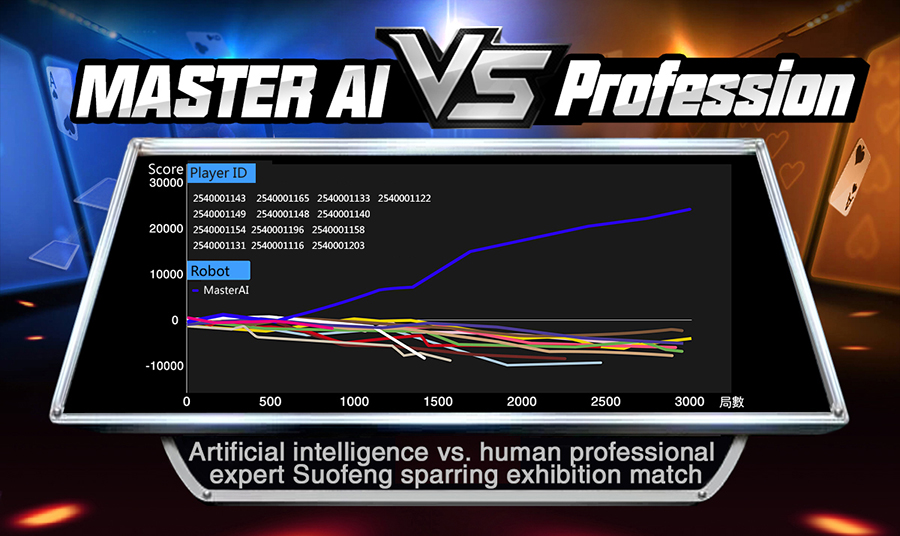 MASTER AI VS Profession
Score
30000
20000
10000
0
-10000
Player ID
2540001143 2540001165 2540001133 2540001122
2540001149 2540001148 2540001140
2540001154 2540001196 2540001158
2540001131 2540001116 2540001203
Robot
MasterAI
0 500 1000 1500 2000 2500 3000 局數
Artificial intelligence vs. human professional
expert Suofeng sparring exhibition match